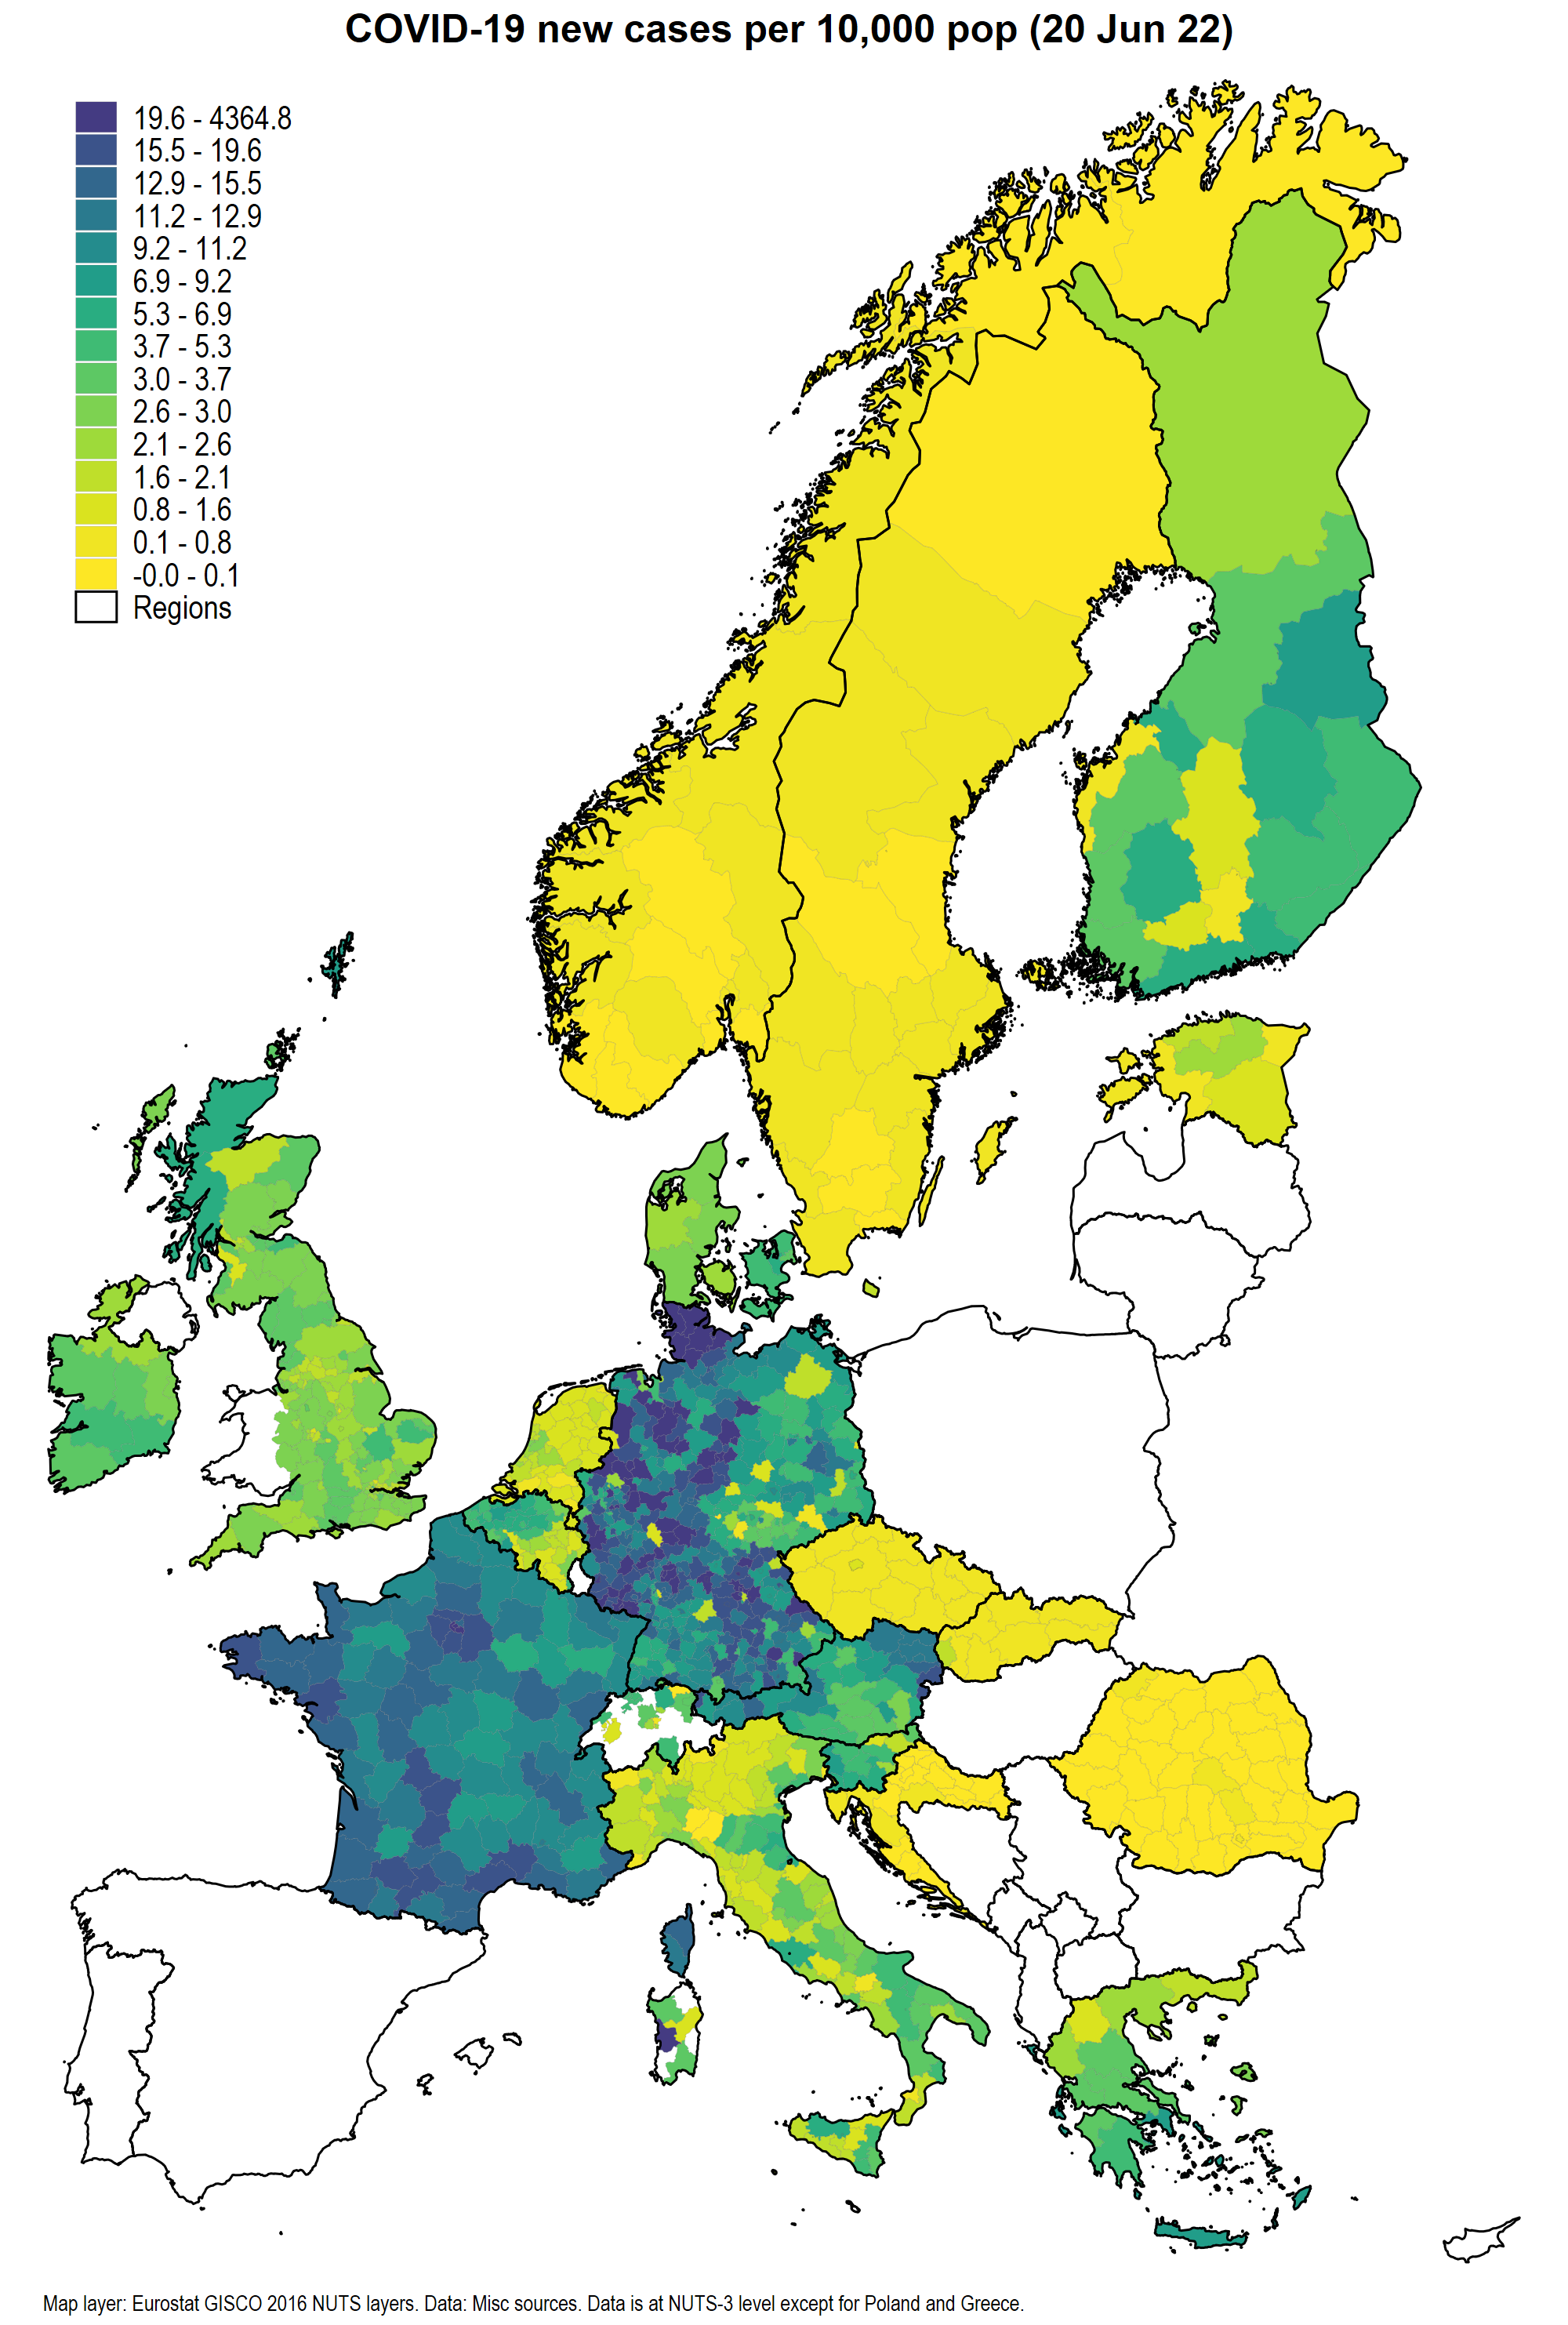 COVID-19 new cases per 10,000 pop (20 Jun 22)
19.6 - 4364.8
15.5 - 19.6
12.9 - 15.5
11.2 - 12.9
9.2 - 11.2
6.9 - 9.2
5.3 - 6.9
3.7 - 5.3
3.0 - 3.7
2.6 - 3.0
2.1 - 2.6
1.6 - 2.1
0.8 - 1.6
0.1 - 0.8
-0.0 - 0.1
Regions
Map layer: Eurostat GISCO 2016 NUTS layers. Data: Misc sources. Data is at NUTS-3 level except for Poland and Greece.